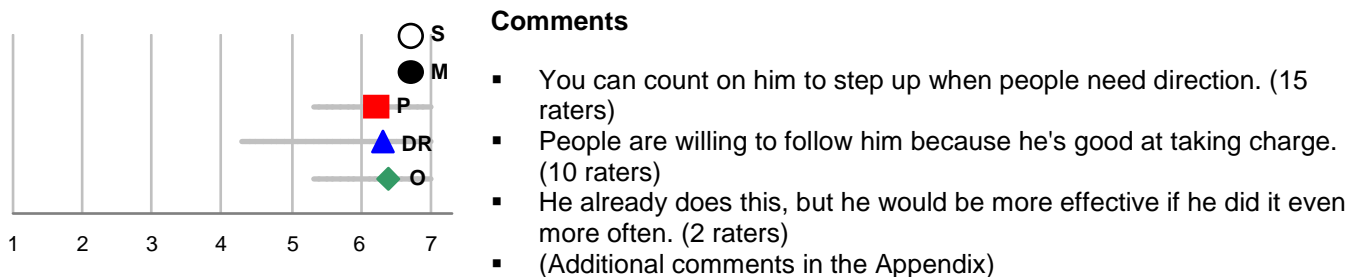 S
M
P
DR
O
1 2 3 4 5 6 7
Comments
▪ You can count on him to step up when people need direction. (15
raters)
▪ People are willing to follow him because he's good at taking charge.
(10 raters)
▪ He already does this, but he would be more effective if he did it even
more often. (2 raters)
▪ (Additional comments in the Appendix)